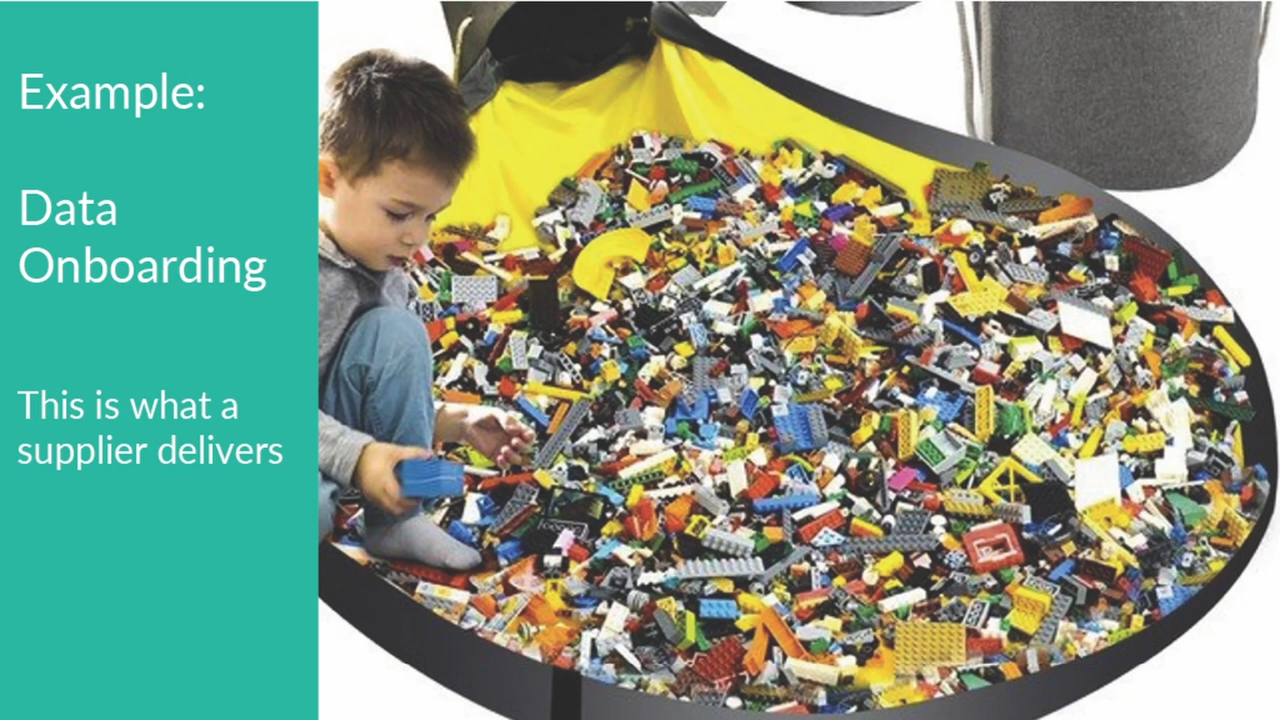 Example:
Data
Onboarding
This is what a
supplier delivers